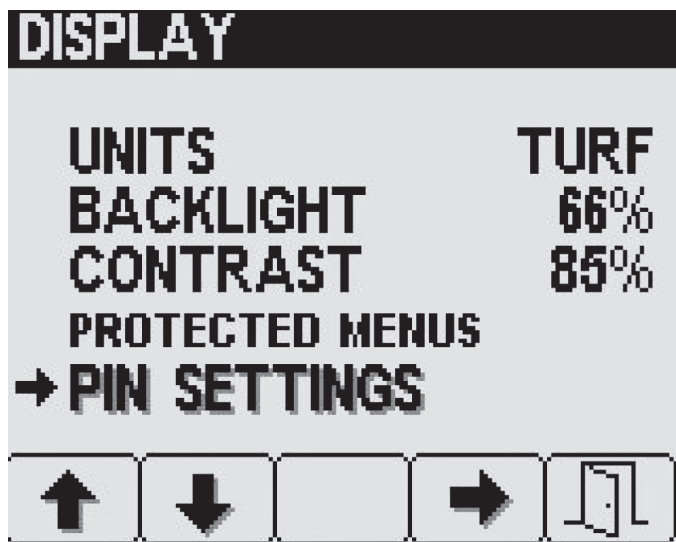 DISPLAY
UNITS TURF
BACKLIGHT 66%
CONTRAST 85%
PROTECTED MENUS
PIN SETTINGS